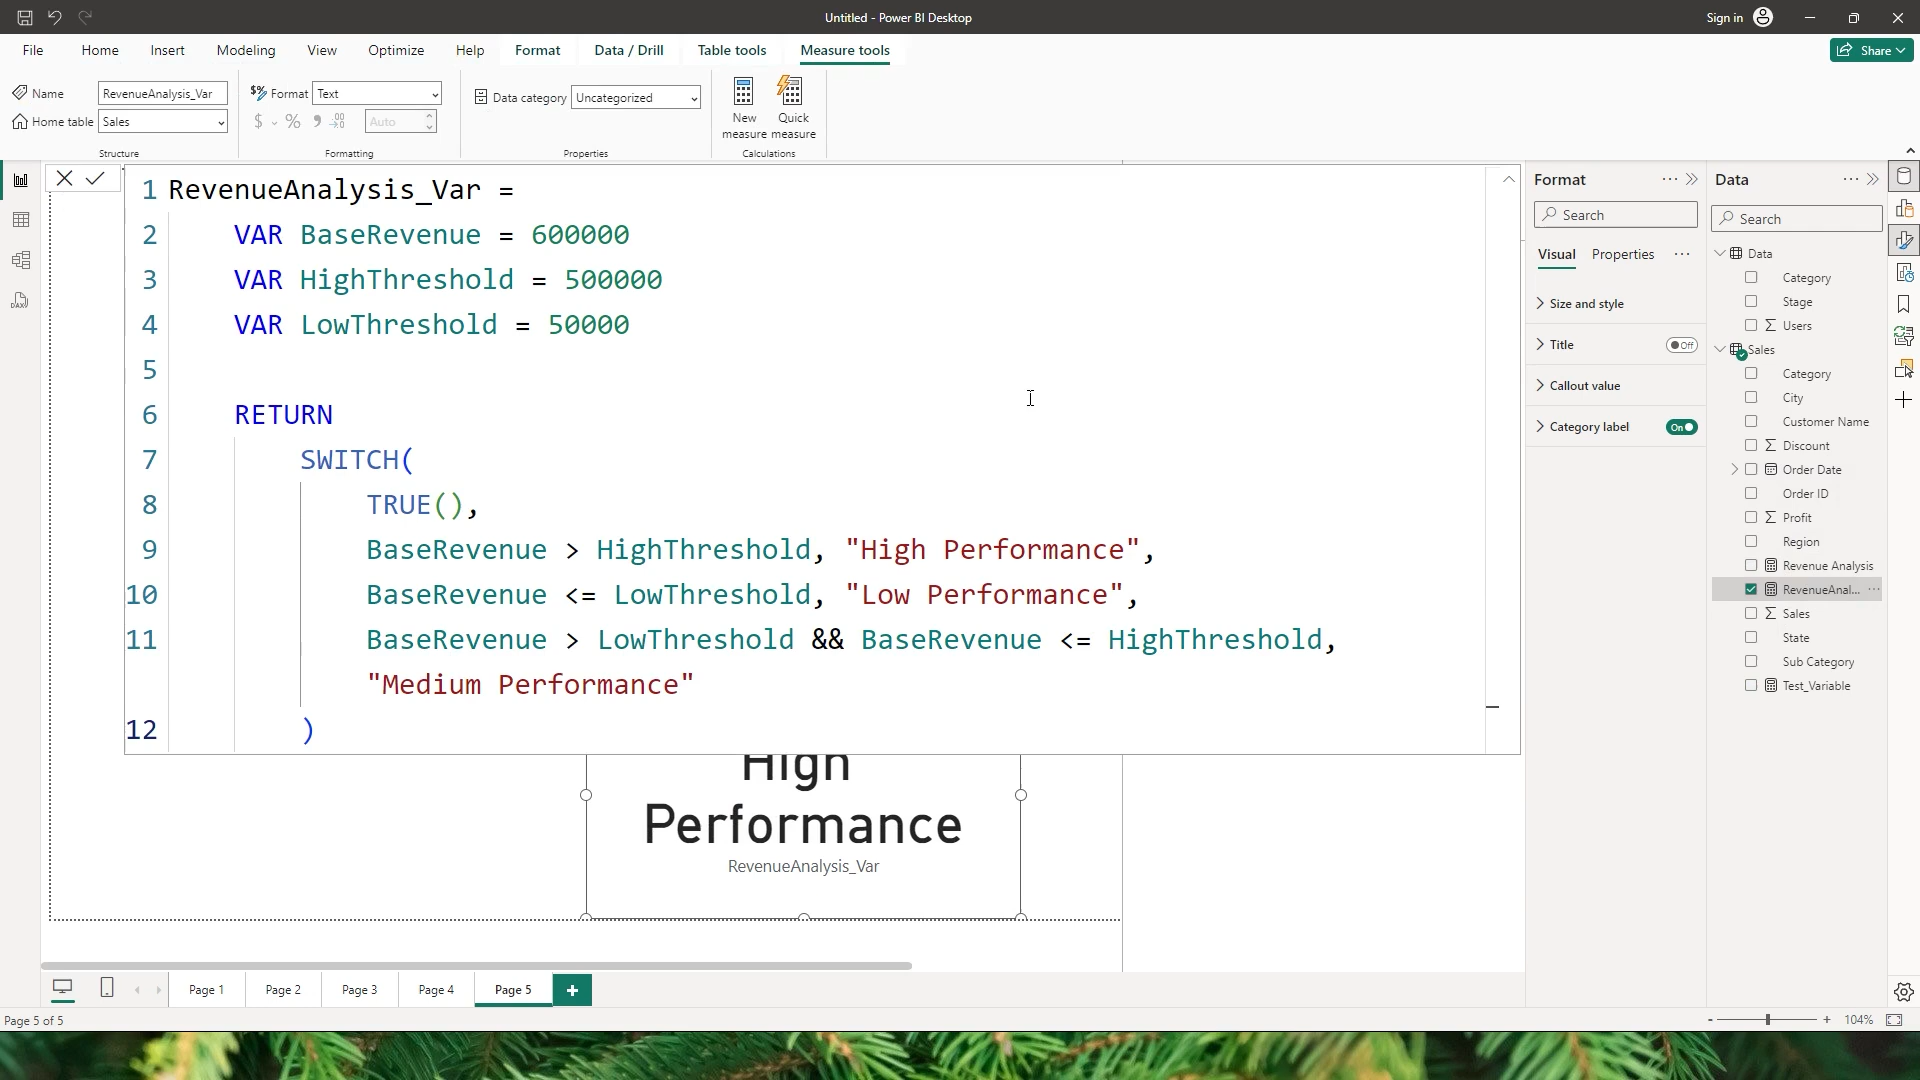 Untitled - Power BI Desktop
Sign in
File Home Insert Modeling View Optimize Help Format Data / Drill Table tools Measure tools
Share
Name RevenueAnalysis_Var
Home table Sales
Structure
Format Text
$ % 9 .00
Auto
Formatting
Data category Uncategorized
Properties
New measure
Quick measure
Calculations
1 RevenueAnalysis_Var =
2 VAR BaseRevenue = 600000
3 VAR HighThreshold = 500000
4 VAR LowThreshold = 50000
5
6 RETURN
7 SWITCH(
8 TRUE(),
9 BaseRevenue > HighThreshold, "High Performance",
10 BaseRevenue <= LowThreshold, "Low Performance",
11 BaseRevenue > LowThreshold && BaseRevenue <= HighThreshold,
"Medium Performance"
12 )
High
Performance
RevenueAnalysis_Var
Format
Search
Visual Properties
Size and style
Title Off
Callout value
Category label On
Data
Search
Data
Category
Stage
Users
Sales
Category
City
Customer Name
Discount
Order Date
Order ID
Profit
Region
Revenue Analysis
RevenueAnal...
Sales
State
Sub Category
Test_Variable
DAX
Page 1 Page 2 Page 3 Page 4 Page 5 +
Page 5 of 5
- + 104%